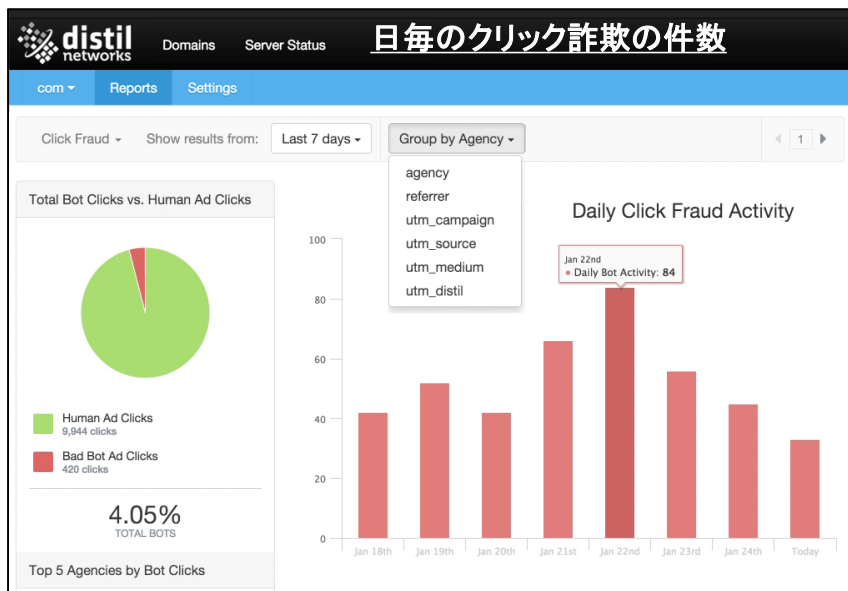 distil networks
Domains
Server Status
日毎のクリック詐欺の件数
com
Reports
Settings
Click Fraud
Show results from:
Last 7 days
Group by Agency
1
agency
referrer
utm_campaign
utm_source
utm_medium
utm_distil
Total Bot Clicks vs. Human Ad Clicks
Human Ad Clicks
9,944 clicks
Bad Bot Ad Clicks
420 clicks
4.05%
TOTAL BOTS
Top 5 Agencies by Bot Clicks
Daily Click Fraud Activity
Jan 22nd
Daily Bot Activity: 84
100
80
60
40
20
0
Jan 18th
Jan 19th
Jan 20th
Jan 21st
Jan 22nd
Jan 23rd
Jan 24th
Today